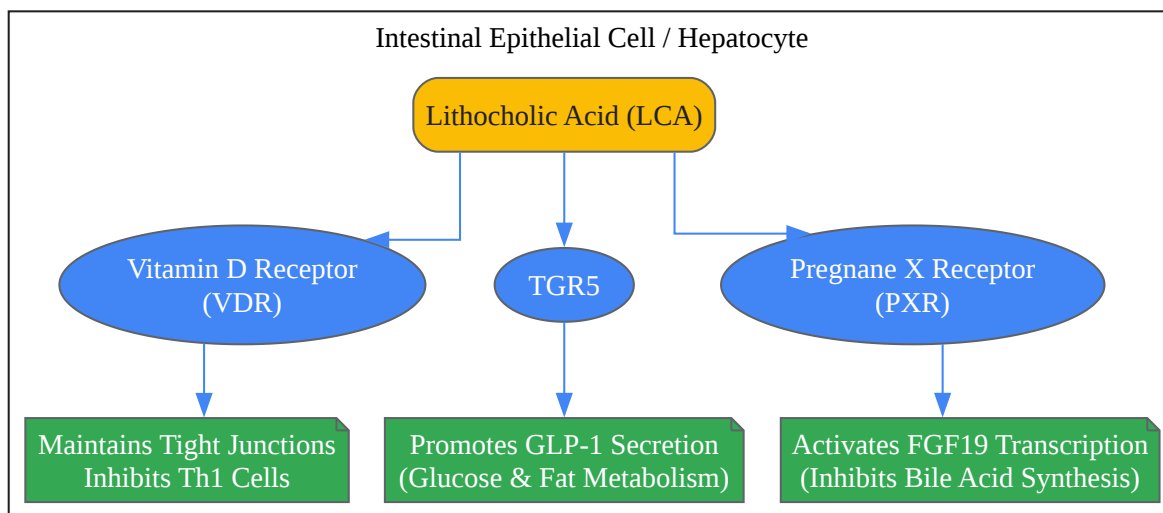 Intestinal Epithelial Cell / Hepatocyte
Lithocholic Acid (LCA)
Vitamin D Receptor
(VDR)
TGR5
Pregnane X Receptor
(PXR)
Maintains Tight Junctions
Inhibits Th1 Cells
Promotes GLP-1 Secretion
(Glucose & Fat Metabolism)
Activates FGF19 Transcription
(Inhibits Bile Acid Synthesis)